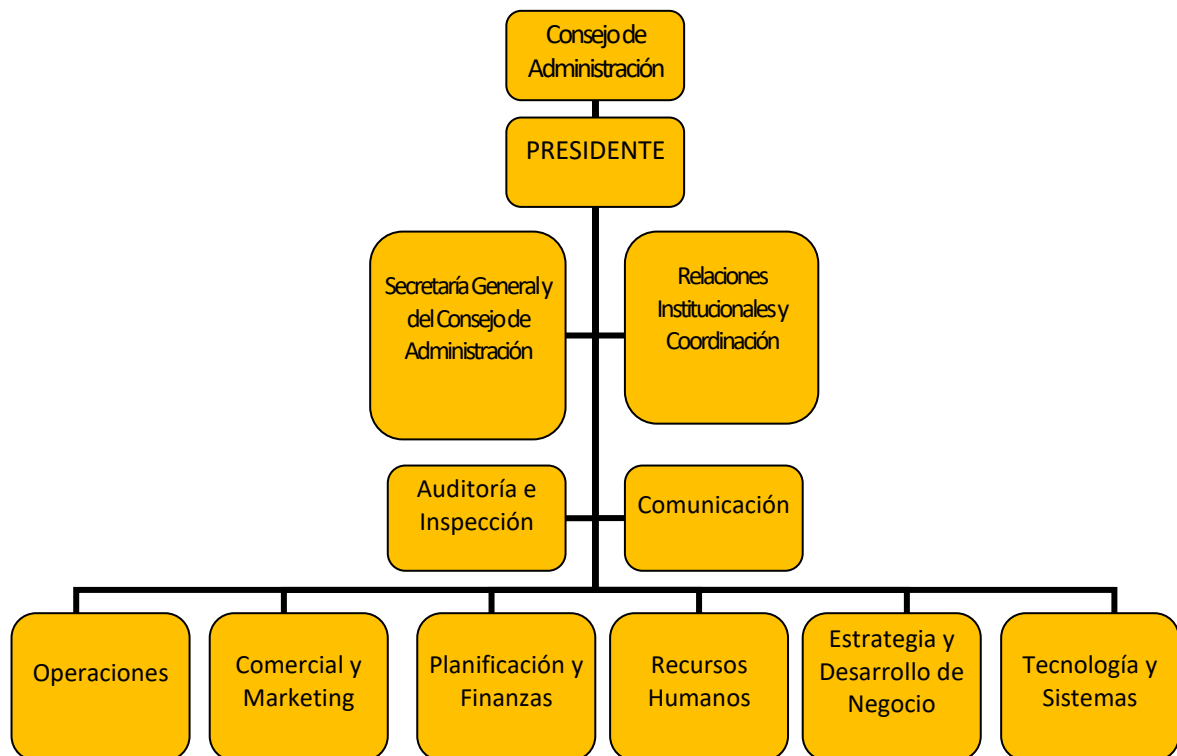 Consejo de
Administración
PRESIDENTE
Secretaría General y
del Consejo de
Administración
Relaciones
Institucionales y
Coordinación
Auditoría e
Inspección
Comunicación
Operaciones
Comercial y
Marketing
Planificación y
Finanzas
Recursos
Humanos
Estrategia y
Desarrollo de
Negocio
Tecnología y
Sistemas